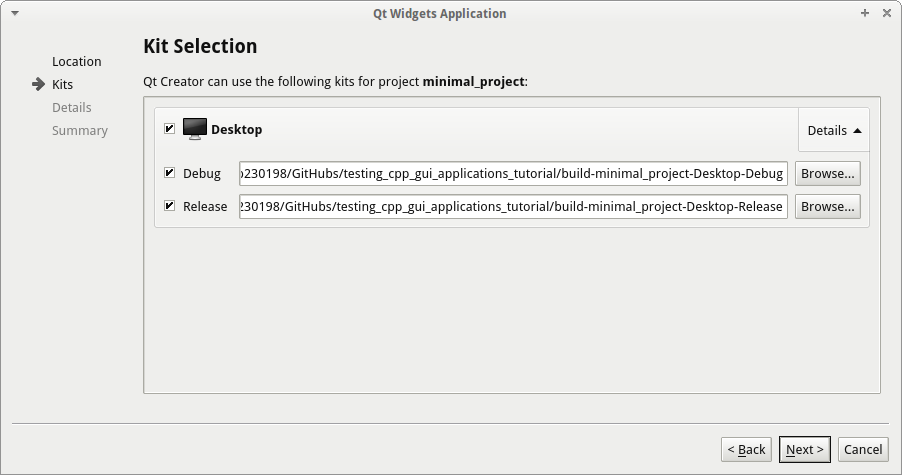 Qt Widgets Application
Location
Kits
Details
Summary
Kit Selection
Qt Creator can use the following kits for project minimal_project:
Desktop
Details
Debug
230198/GitHubs/testing_cpp_gui_applications_tutorial/build-minimal_project-Desktop-Debug
Browse...
Release
230198/GitHubs/testing_cpp_gui_applications_tutorial/build-minimal_project-Desktop-Release
Browse...
< Back
Next >
Cancel